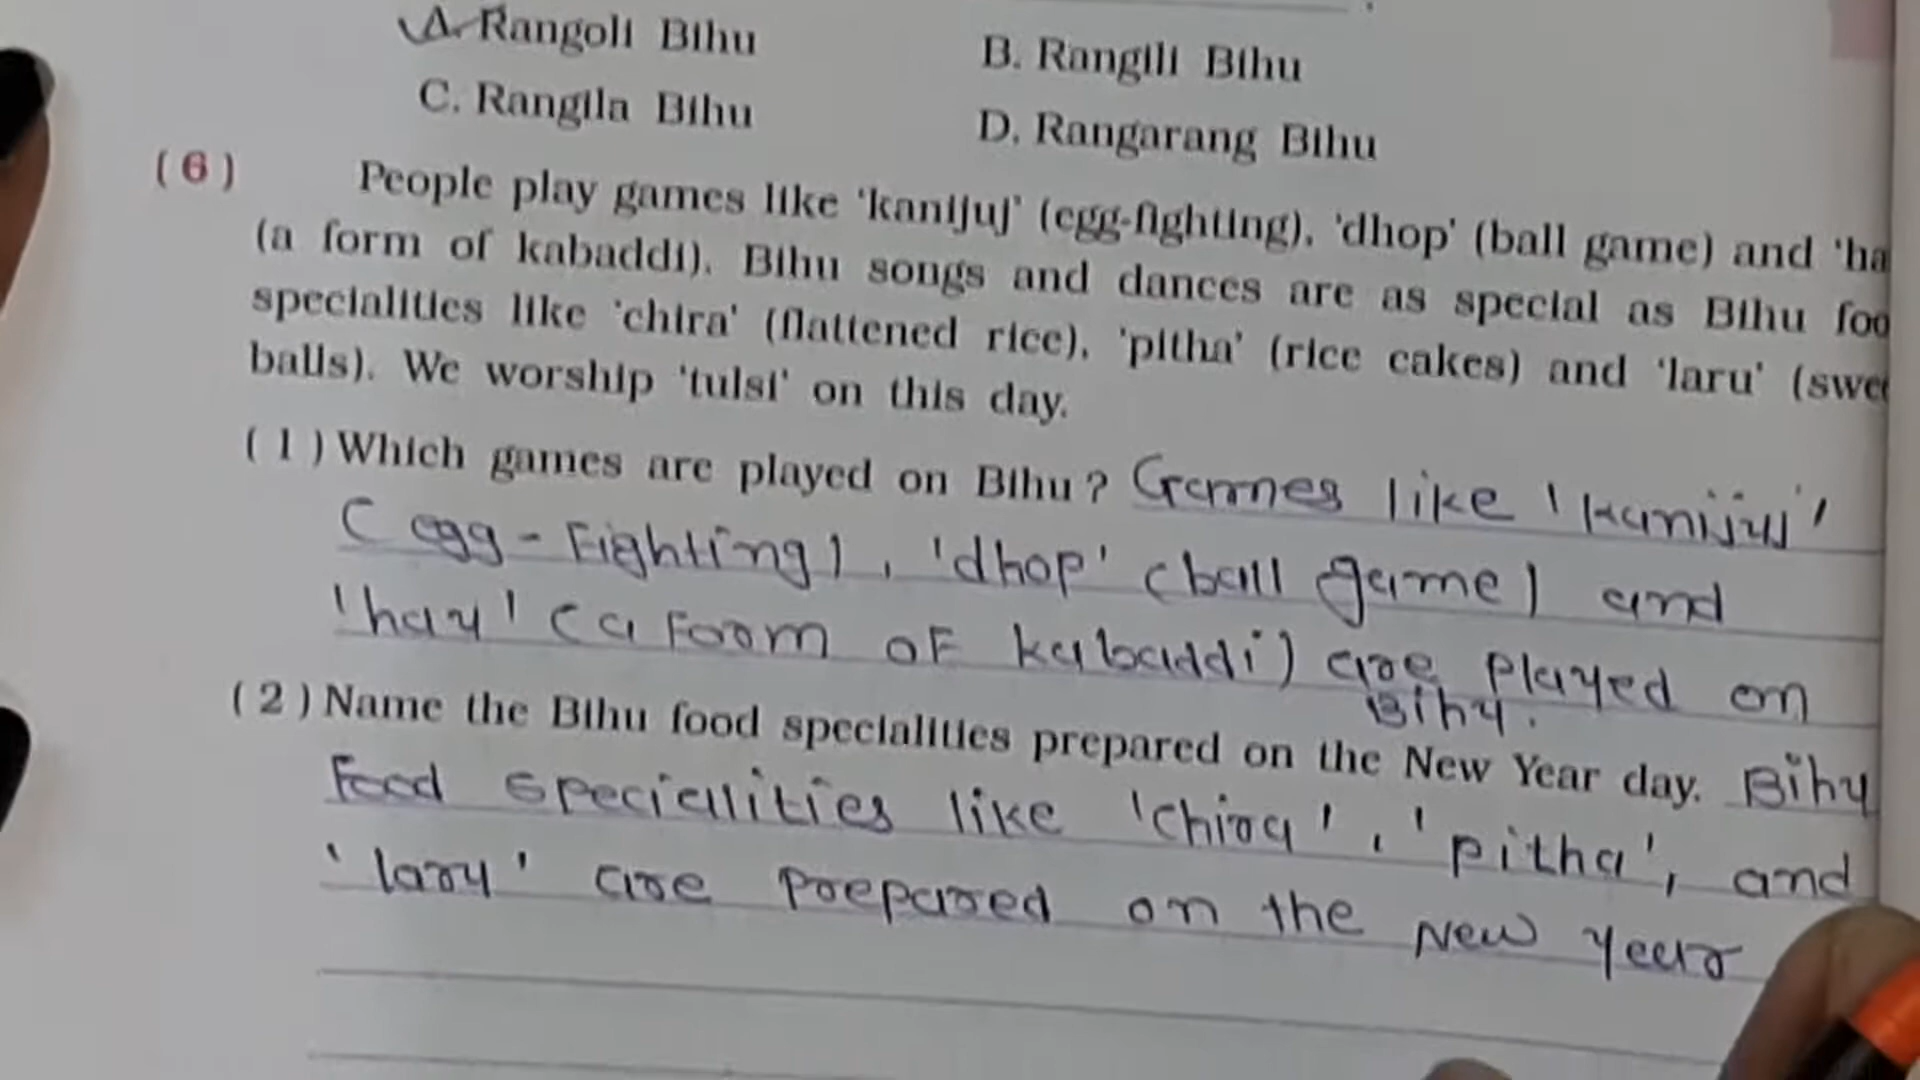 A. Rangoli Bihu B. Rangili Bihu
C. Rangila Bihu D. Rangarang Bihu
(6) People play games like 'kanijuj' (egg-fighting), 'dhop' (ball game) and 'ha
(a form of kabaddi). Bihu songs and dances are as special as Bihu foo
specialities like 'chira' (flattened rice), 'pitha' (rice cakes) and 'laru' (swee
balls). We worship 'tulsi' on this day.
(1) Which games are played on Bihu? Games like 'kanijuj'
(egg-Fighting), 'dhop' (ball game) and
'hau' (a Form of kabaddi) are played on
Bihu.
(2) Name the Bihu food specialities prepared on the New Year day. Bihu
Food specialities like 'chira', 'pitha', and
'laru' are prepared on the New Year